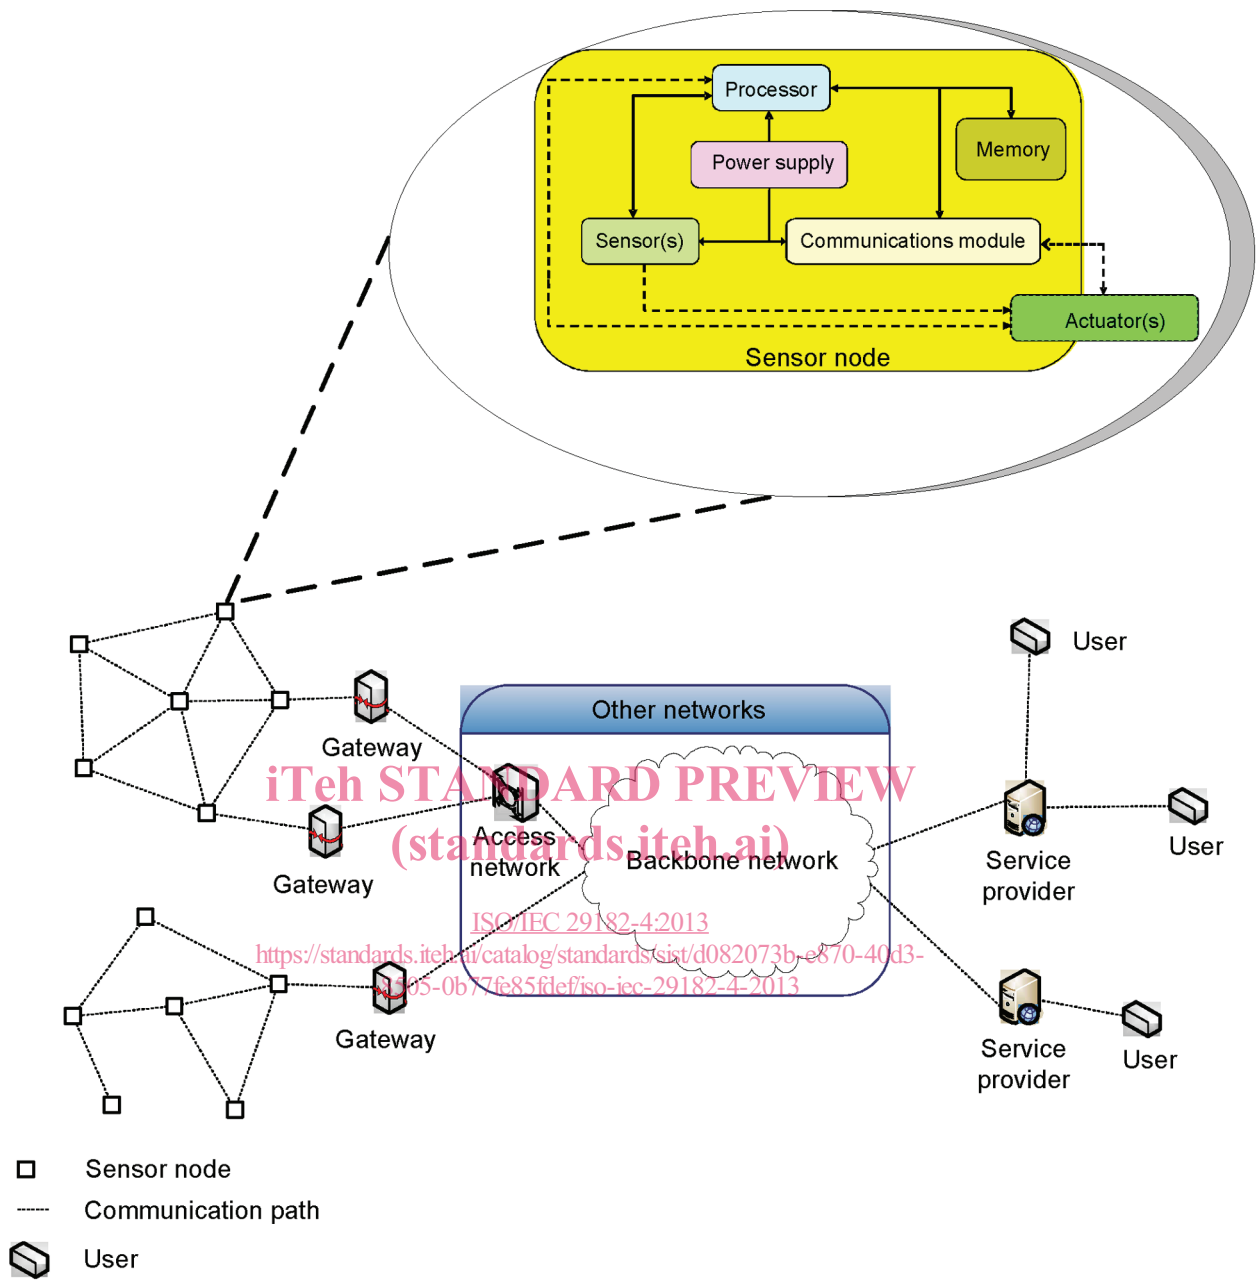 Processor
Memory
Power supply
Sensor(s)
Communications module
Actuator(s)
Sensor node
User
Other networks
Gateway
iTeh STANDARD PREVIEW
(standards.iteh.ai)
Access
network
Backbone network
Service
provider
User
Gateway
ISO/IEC 29182-4:2013
https://standards.iteh.ai/catalog/standards/sist/d082073b-e870-40d3-
8505-0b77fe85fdef/iso-iec-29182-4-2013
Gateway
Service
provider
User
Sensor node
Communication path
User